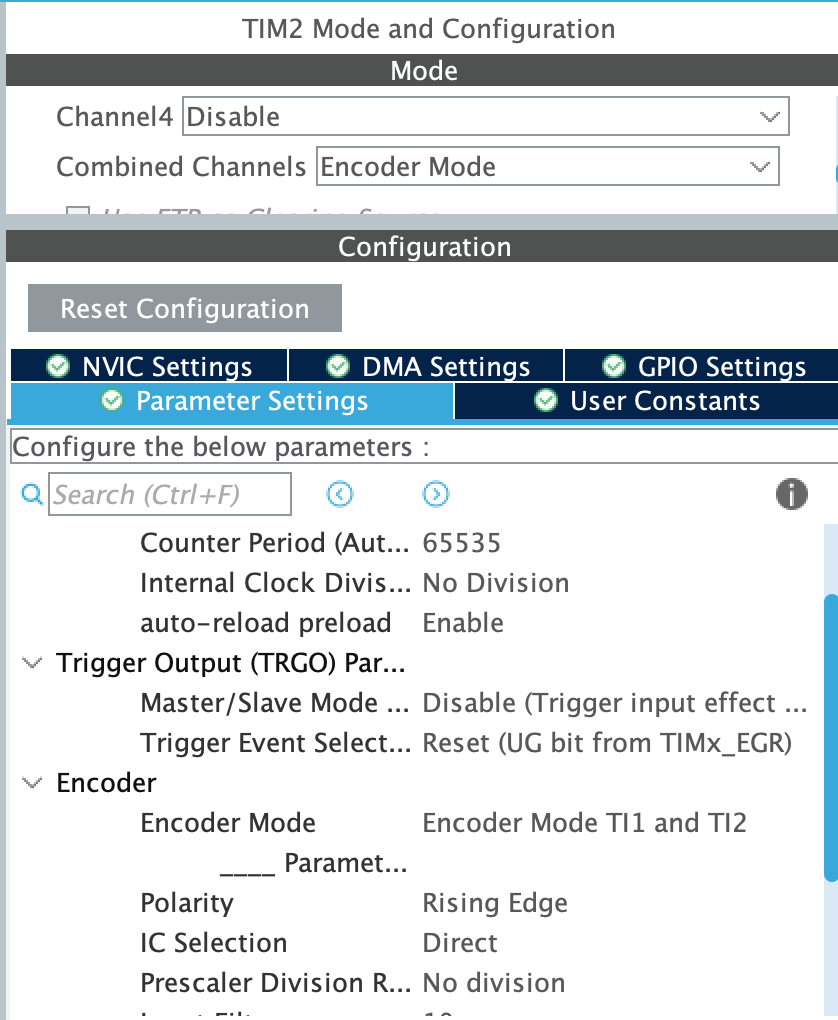 TIM2 Mode and Configuration
Mode
Channel4 Disable
Combined Channels Encoder Mode
Configuration
Reset Configuration
NVIC Settings DMA Settings GPIO Settings
Parameter Settings User Constants
Configure the below parameters :
Search (Ctrl+F)
Counter Period (Aut... 65535
Internal Clock Divis... No Division
auto-reload preload Enable
Trigger Output (TRGO) Par...
Master/Slave Mode ... Disable (Trigger input effect ...
Trigger Event Select... Reset (UG bit from TIMx_EGR)
Encoder
Encoder Mode Encoder Mode TI1 and TI2
____ Paramet...
Polarity Rising Edge
IC Selection Direct
Prescaler Division R... No division